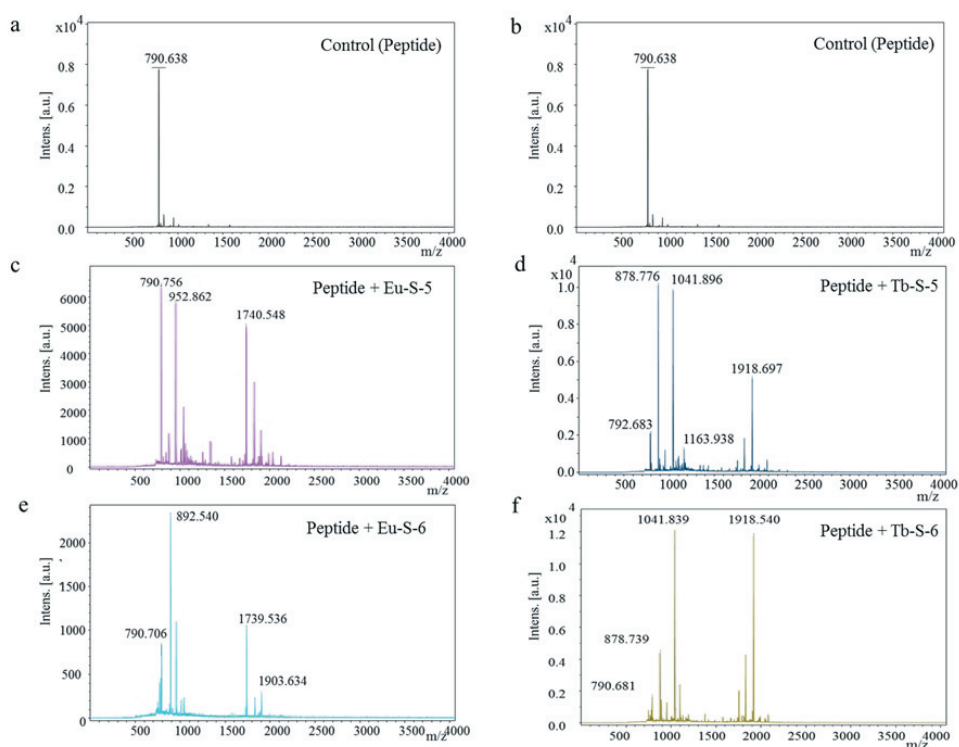 a
x10⁴
Control (Peptide)
790.638
0.8
0.6
0.4
0.2
0
Intens. [a.u.]
500 1000 1500 2000 2500 3000 3500 4000
m/z
b
x10⁴
Control (Peptide)
790.638
0.8
0.6
0.4
0.2
0
Intens. [a.u.]
500 1000 1500 2000 2500 3000 3500 4000
m/z
c
790.756
952.862
1740.548
Peptide + Eu-S-5
6000
5000
4000
3000
2000
1000
0
Intens. [a.u.]
500 1000 1500 2000 2500 3000 3500 4000
m/z
d
x10 4
878.776
1041.896
Peptide + Tb-S-5
1918.697
792.683
1163.938
1.0
0.8
0.6
0.4
0.2
0.0
Intens. [a.u.]
500 1000 1500 2000 2500 3000 3500 4000
m/z
e
892.540
Peptide + Eu-S-6
790.706
1739.536
1903.634
2000
1500
1000
500
0
Intens. [a.u.]
500 1000 1500 2000 2500 3000 3500 4000
m/z
f
x10 4
1041.839
1918.540
Peptide + Tb-S-6
878.739
790.681
1.2
1.0
0.8
0.6
0.4
0.2
0.0
Intens. [a.u.]
500 1000 1500 2000 2500 3000 3500 4000
m/z